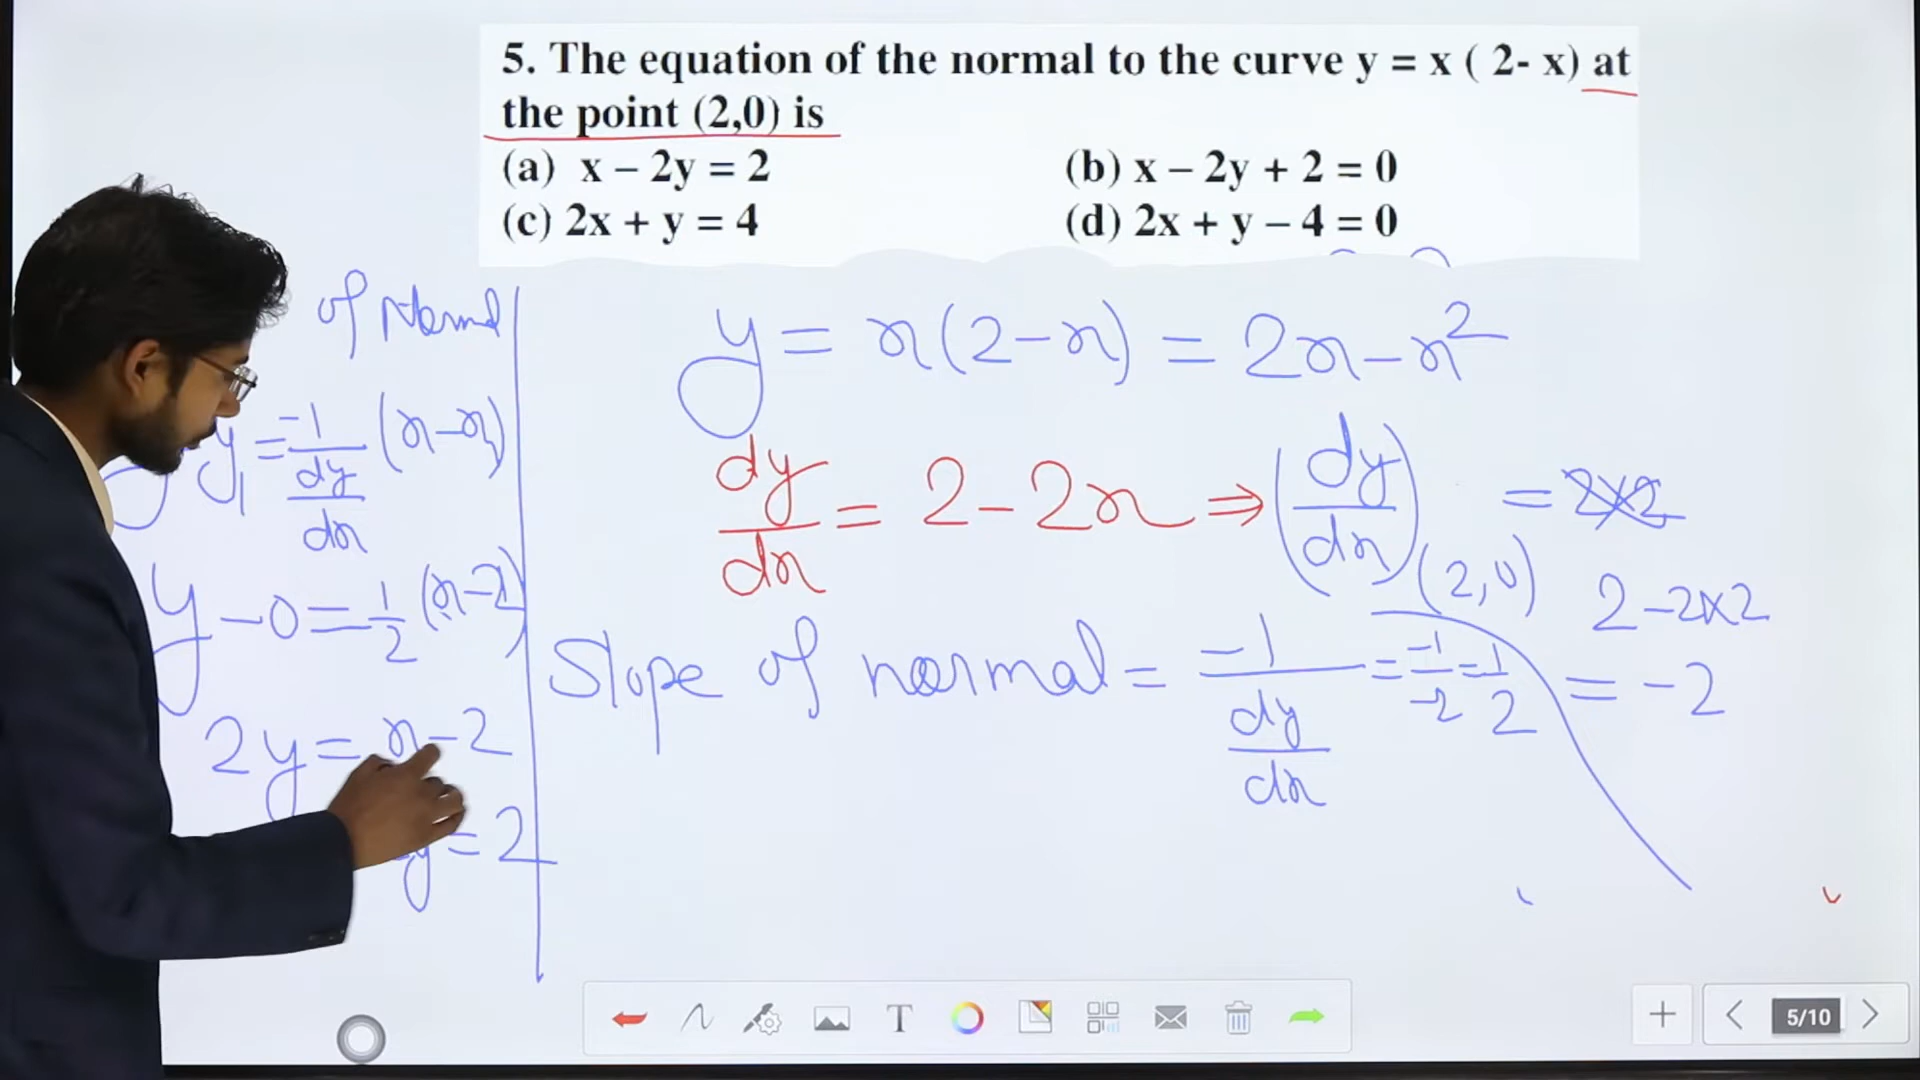 5. The equation of the normal to the curve y = x ( 2- x) at
the point (2,0) is
(a) x – 2y = 2
(b) x – 2y + 2 = 0
(c) 2x + y = 4
(d) 2x + y – 4 = 0
of Normal
y₁ = -1/(dy/dx) (x-x₁)
y-0 = 1/2 (x-2)
2y = x-2
y = 2
y = x(2-x) = 2x-x²
dy/dx = 2-2x ⇒ (dy/dx)(2,0) = 2×2
2-2×2
= -2
Slope of normal = -1/(dy/dx) = -1/-2 = 1/2
T
5/10